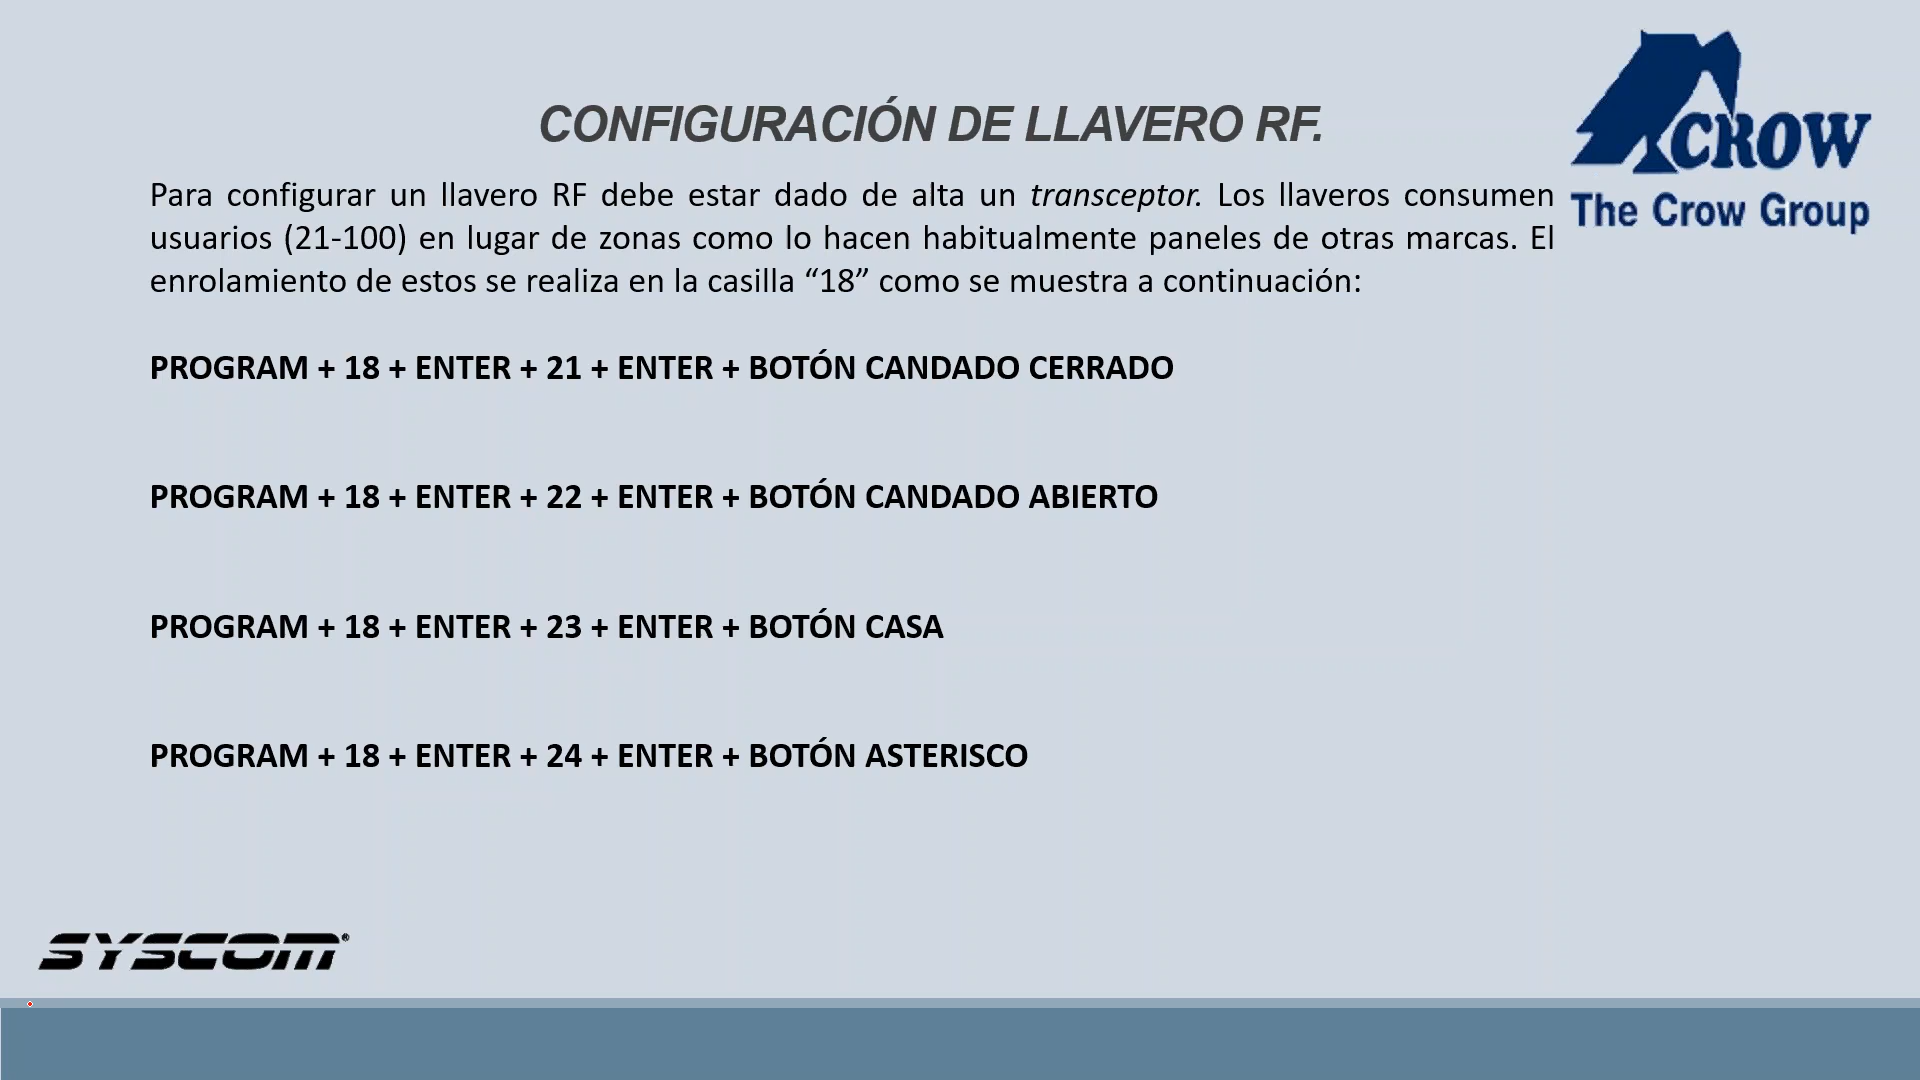 CONFIGURACIÓN DE LLAVERO RF.
CROW
The Crow Group
Para configurar un llavero RF debe estar dado de alta un transceptor. Los llaveros consumen
usuarios (21-100) en lugar de zonas como lo hacen habitualmente paneles de otras marcas. El
enrolamiento de estos se realiza en la casilla “18” como se muestra a continuación:
PROGRAM + 18 + ENTER + 21 + ENTER + BOTÓN CANDADO CERRADO
PROGRAM + 18 + ENTER + 22 + ENTER + BOTÓN CANDADO ABIERTO
PROGRAM + 18 + ENTER + 23 + ENTER + BOTÓN CASA
PROGRAM + 18 + ENTER + 24 + ENTER + BOTÓN ASTERISCO
SYSCOM®